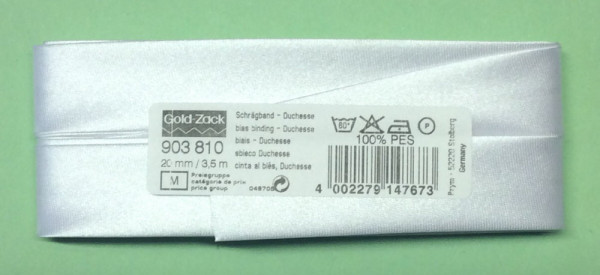 Gold-Zack
903 810
20 mm / 3,5 m
M
Preisgruppe
catégorie de prix
price group
Schrägband - Duchesse
bias binding - Duchesse
biais - Duchesse
sbieco Duchesse
cinta al biés, Duchesse
60°
P
100% PES
4 002279 147673
Prym - 52220 Stolberg
Germany